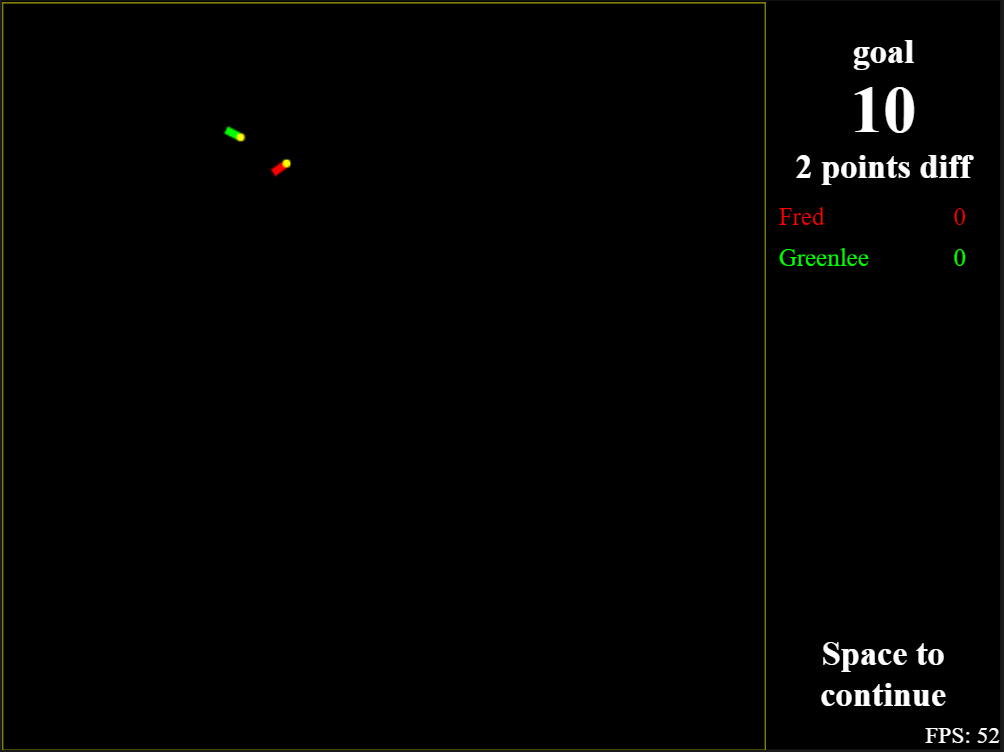 goal
10
2 points diff
Fred 0
Greenlee 0
Space to
continue
FPS: 52